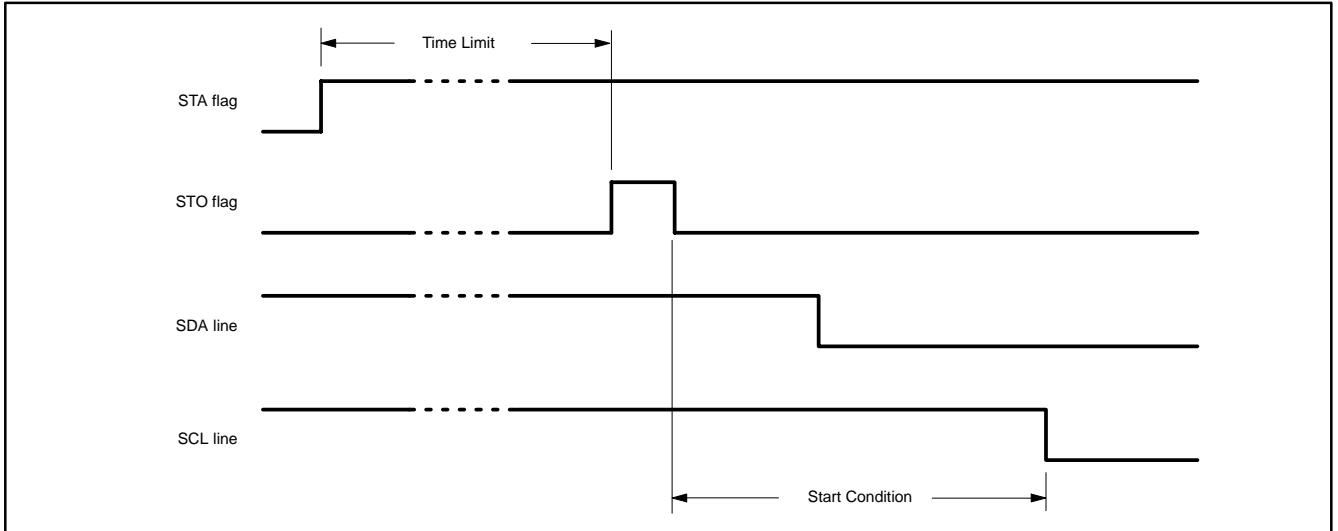 Time Limit
STA flag
STO flag
SDA line
SCL line
Start Condition